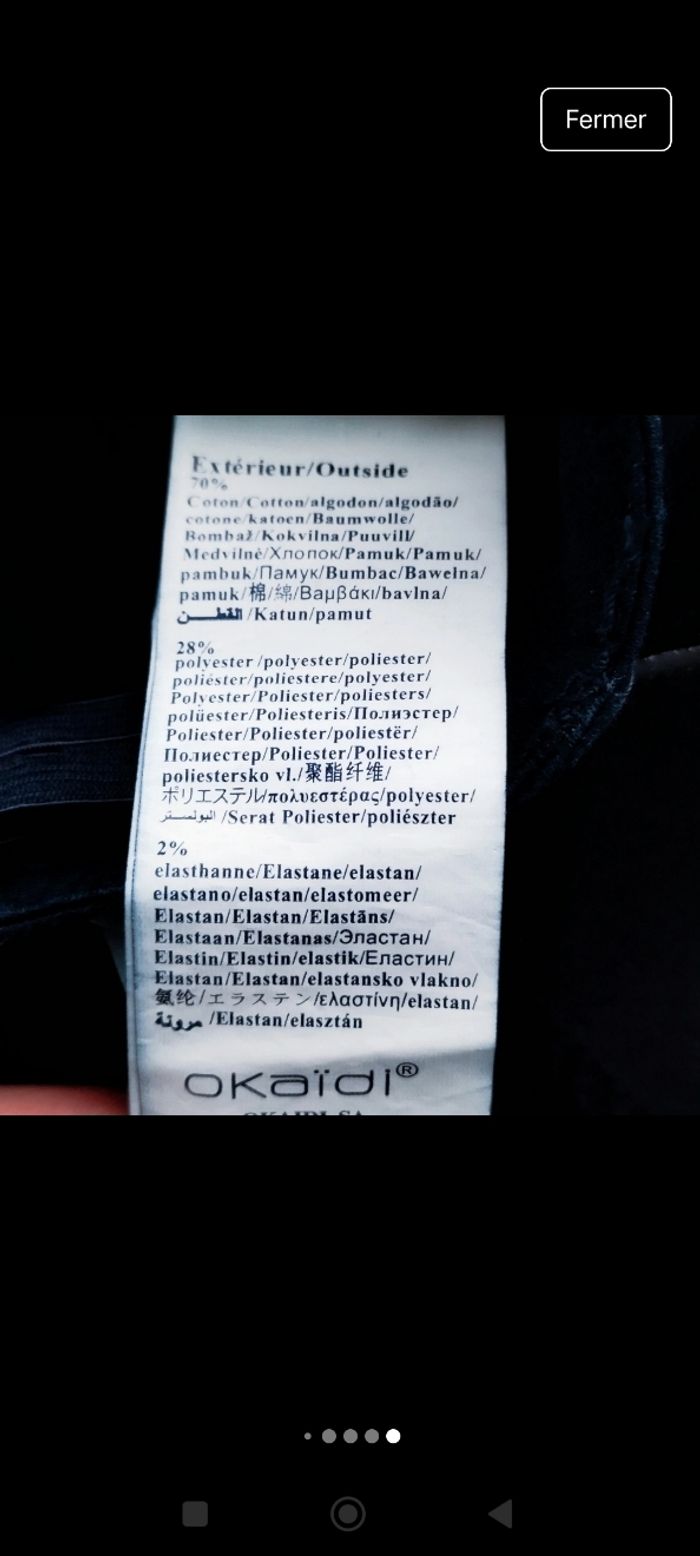 Fermer
Extérieur/Outside
70%
Coton/Cotton/algodon/algodão/
cotone/katoen/Baumwolle/
Bombaž/Kokvilna/Puuvill/
Medvilnė/Хлопок/Pamuk/Pamuk/
pambuk/Памук/Bumbac/Bawełna/
pamuk/棉/綿/Βαμβάκι/bavlna/
القطن/Katun/pamut
28%
polyester /polyester/poliester/
poliéster/poliestere/polyester/
Polyester/Poliester/poliesters/
polüester/Poliesteris/Полиэстер/
Poliester/Poliester/poliestër/
Полиестер/Poliester/Poliester/
poliestersko vl./聚酯纤维/
ポリエステル/πολυεστέρας/polyester/
البولستر /Serat Poliester/poliészter
2%
elasthanne/Elastane/elastan/
elastano/elastan/elastomeer/
Elastan/Elastan/Elastāns/
Elastaan/Elastanas/Эластан/
Elastin/Elastin/elastik/Еластин/
Elastan/Elastan/elastansko vlakno/
氨纶/エラステン/ελαστίνη/elastan/
مرونة /Elastan/elasztán
okaïdi®
OKAIDI SA